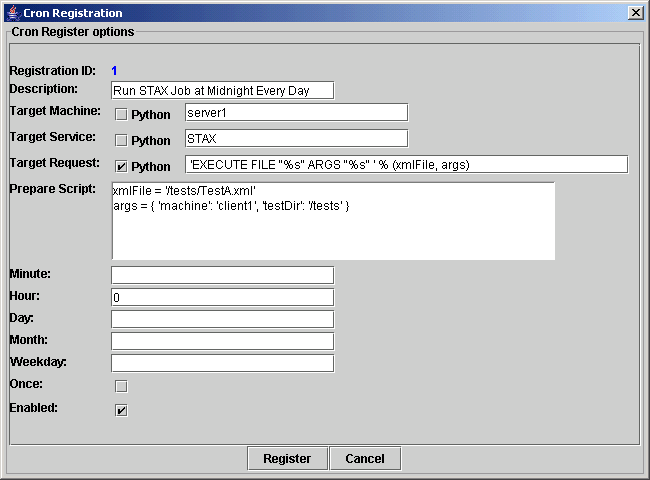 Cron Registration
Cron Register options
Registration ID: 1
Description: Run STAX Job at Midnight Every Day
Target Machine: Python server1
Target Service: Python STAX
Target Request: Python 'EXECUTE FILE "%s" ARGS "%s" ' % (xmlFile, args)
Prepare Script: xmlFile = '/tests/TestA.xml'
args = { 'machine': 'client1', 'testDir': '/tests' }
Minute:
Hour: 0
Day:
Month:
Weekday:
Once:
Enabled:
Register Cancel